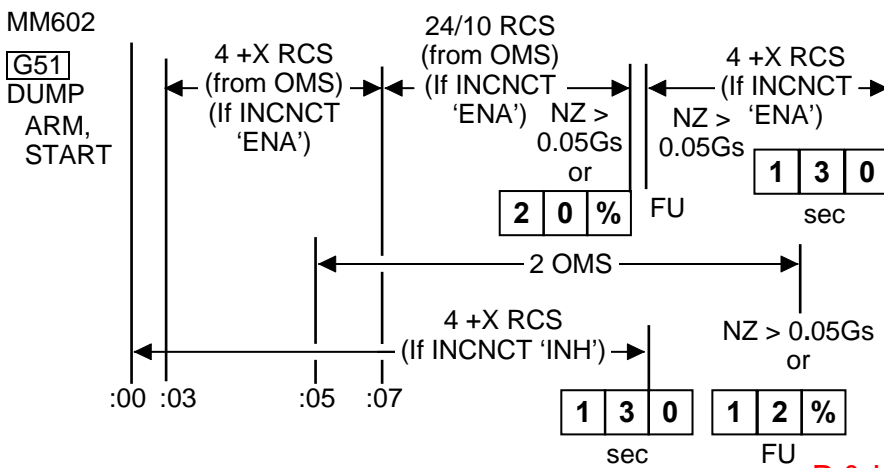 MM602
G51
DUMP
ARM,
START
4 +X RCS
(from OMS)
(If INCNCT
‘ENA’)
24/10 RCS
(from OMS)
(If INCNCT
‘ENA’)
NZ >
0.05Gs
or
2 0 %
FU
4 +X RCS
(If INCNCT
‘ENA’)
NZ >
0.05Gs
1 3 0
sec
2 OMS
4 +X RCS
(If INCNCT ‘INH’)
NZ > 0.05Gs
or
:00 :03 :05 :07
1 3 0
sec
1 2 %
FU